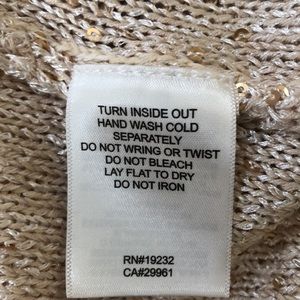 TURN INSIDE OUT
HAND WASH COLD
SEPARATELY
DO NOT WRING OR TWIST
DO NOT BLEACH
LAY FLAT TO DRY
DO NOT IRON
RN#19232
CA#29961